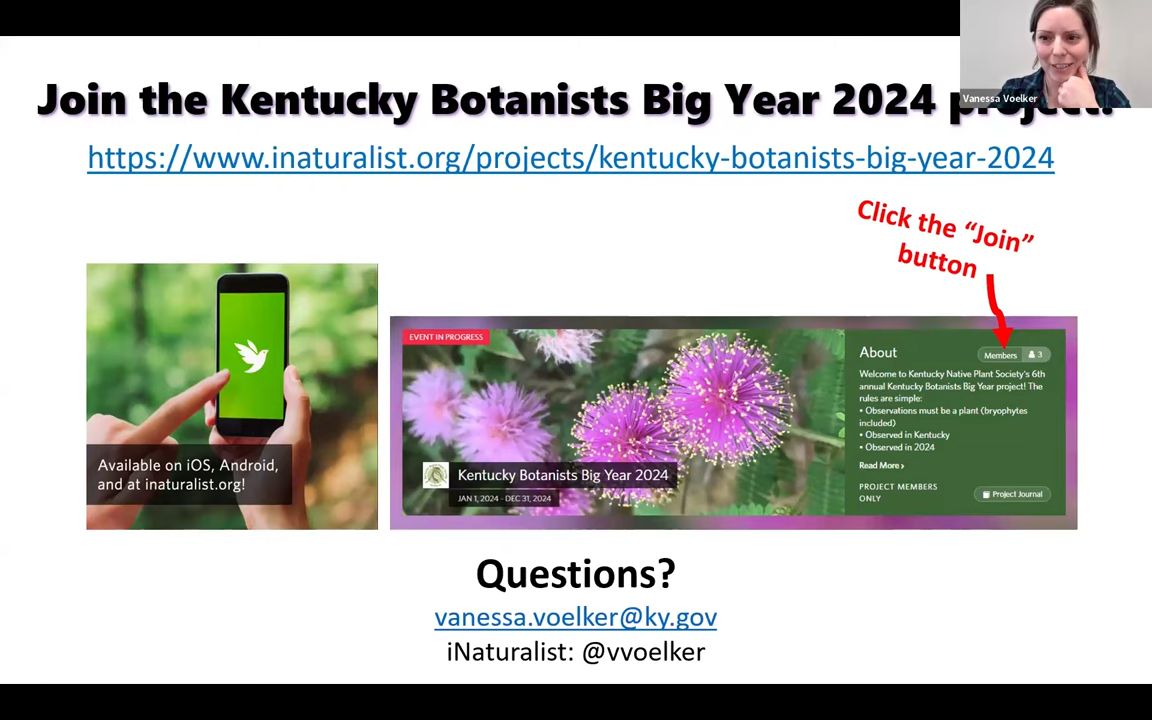 Join the Kentucky Botanists Big Year 2024 project!
Vanessa Voelker
https://www.inaturalist.org/projects/kentucky-botanists-big-year-2024
Click the “Join”
button
EVENT IN PROGRESS
About
Members 3
Welcome to Kentucky Native Plant Society's 6th
annual Kentucky Botanists Big Year project! The
rules are simple:
• Observations must be a plant (bryophytes
included)
• Observed in Kentucky
• Observed in 2024
Read More ›
PROJECT MEMBERS
ONLY
Project Journal
Kentucky Botanists Big Year 2024
JAN 1, 2024 - DEC 31, 2024
Available on iOS, Android,
and at inaturalist.org!
Questions?
vanessa.voelker@ky.gov
iNaturalist: @vvoelker